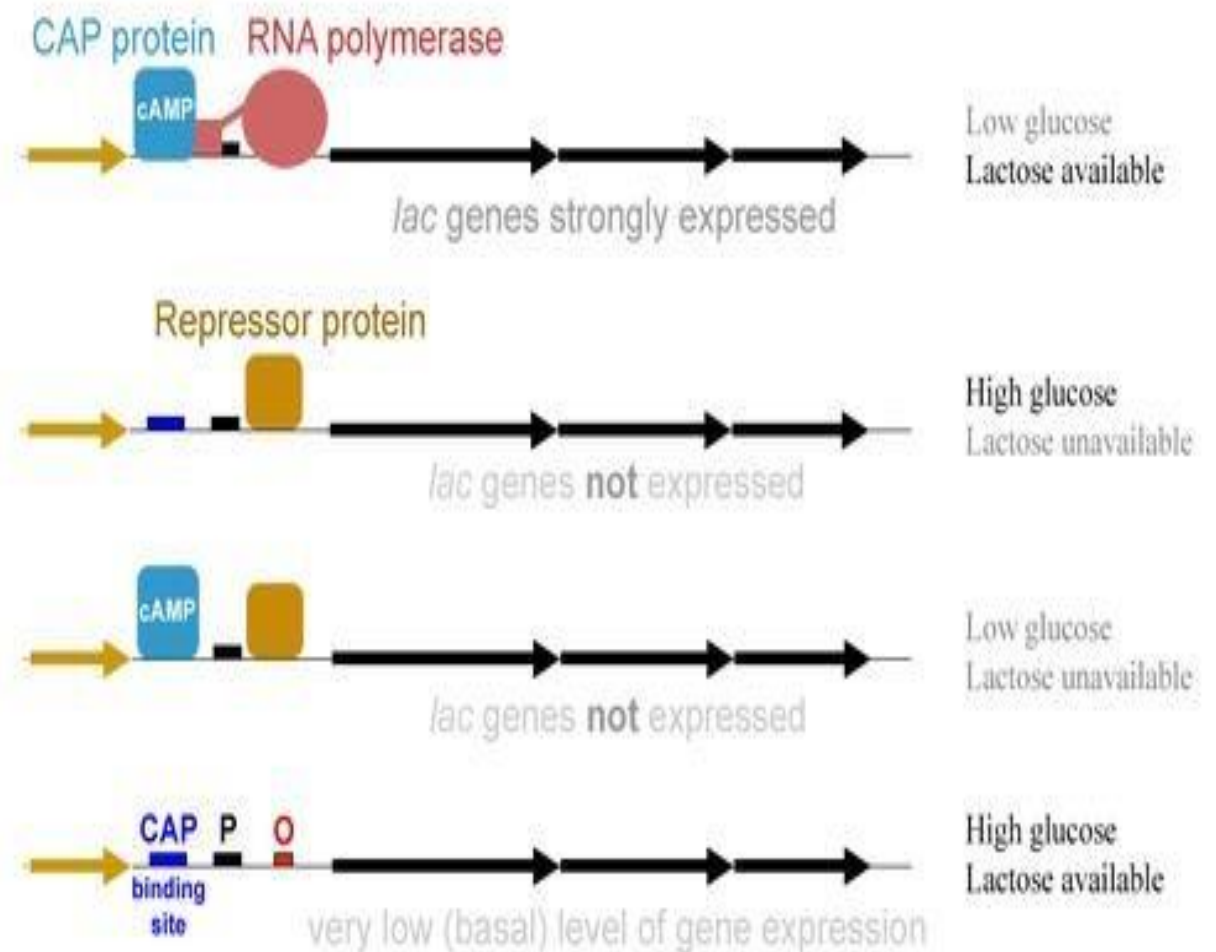 CAP protein RNA polymerase
cAMP
Low glucose
Lactose available
lac genes strongly expressed
Repressor protein
High glucose
Lactose unavailable
lac genes not expressed
cAMP
Low glucose
Lactose unavailable
lac genes not expressed
CAP P O
binding
site
High glucose
Lactose available
very low (basal) level of gene expression